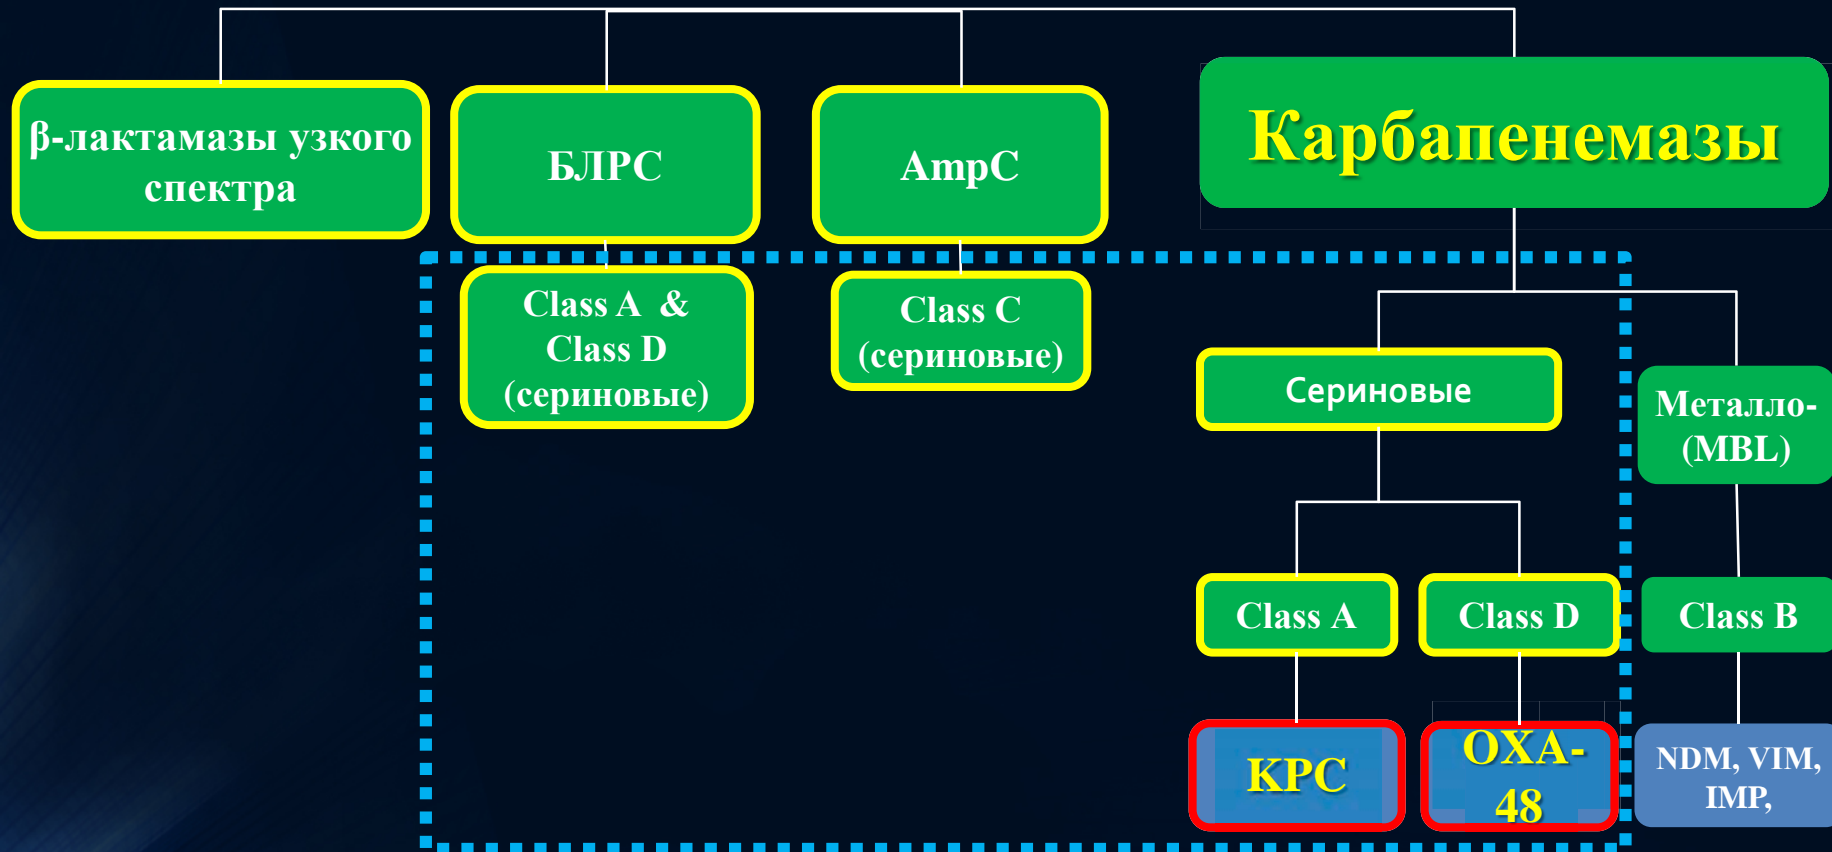 β-лактамазы узкого
спектра
БЛРС
AmpC
Карбапенемазы
Class A &
Class D
(сериновые)
Class C
(сериновые)
Сериновые
Металло-
(MBL)
Class A
Class D
Class B
KPC
OXA-
48
NDM, VIM,
IMP,